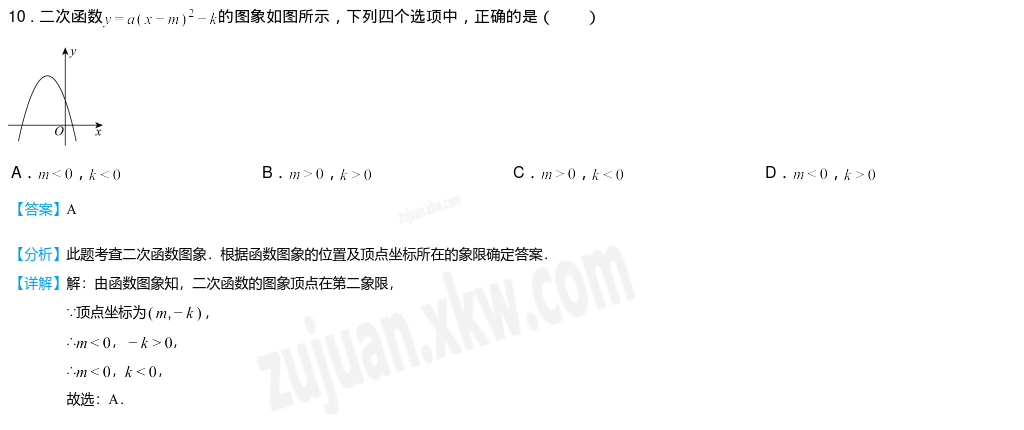 10．二次函数y=a(x−m)²−k的图象如图所示，下列四个选项中，正确的是（　　）
y
O x
A．m<0，k<0 B．m>0，k>0 C．m>0，k<0 D．m<0，k>0
【答案】A
zujuan.xkw.com
【分析】此题考查二次函数图象．根据函数图象的位置及顶点坐标所在的象限确定答案．
【详解】解：由函数图象知，二次函数的图象顶点在第二象限，
∵顶点坐标为(m,−k)，
∴m<0，−k>0，
∴m<0，k<0，
故选：A．
zujuan.xkw.com